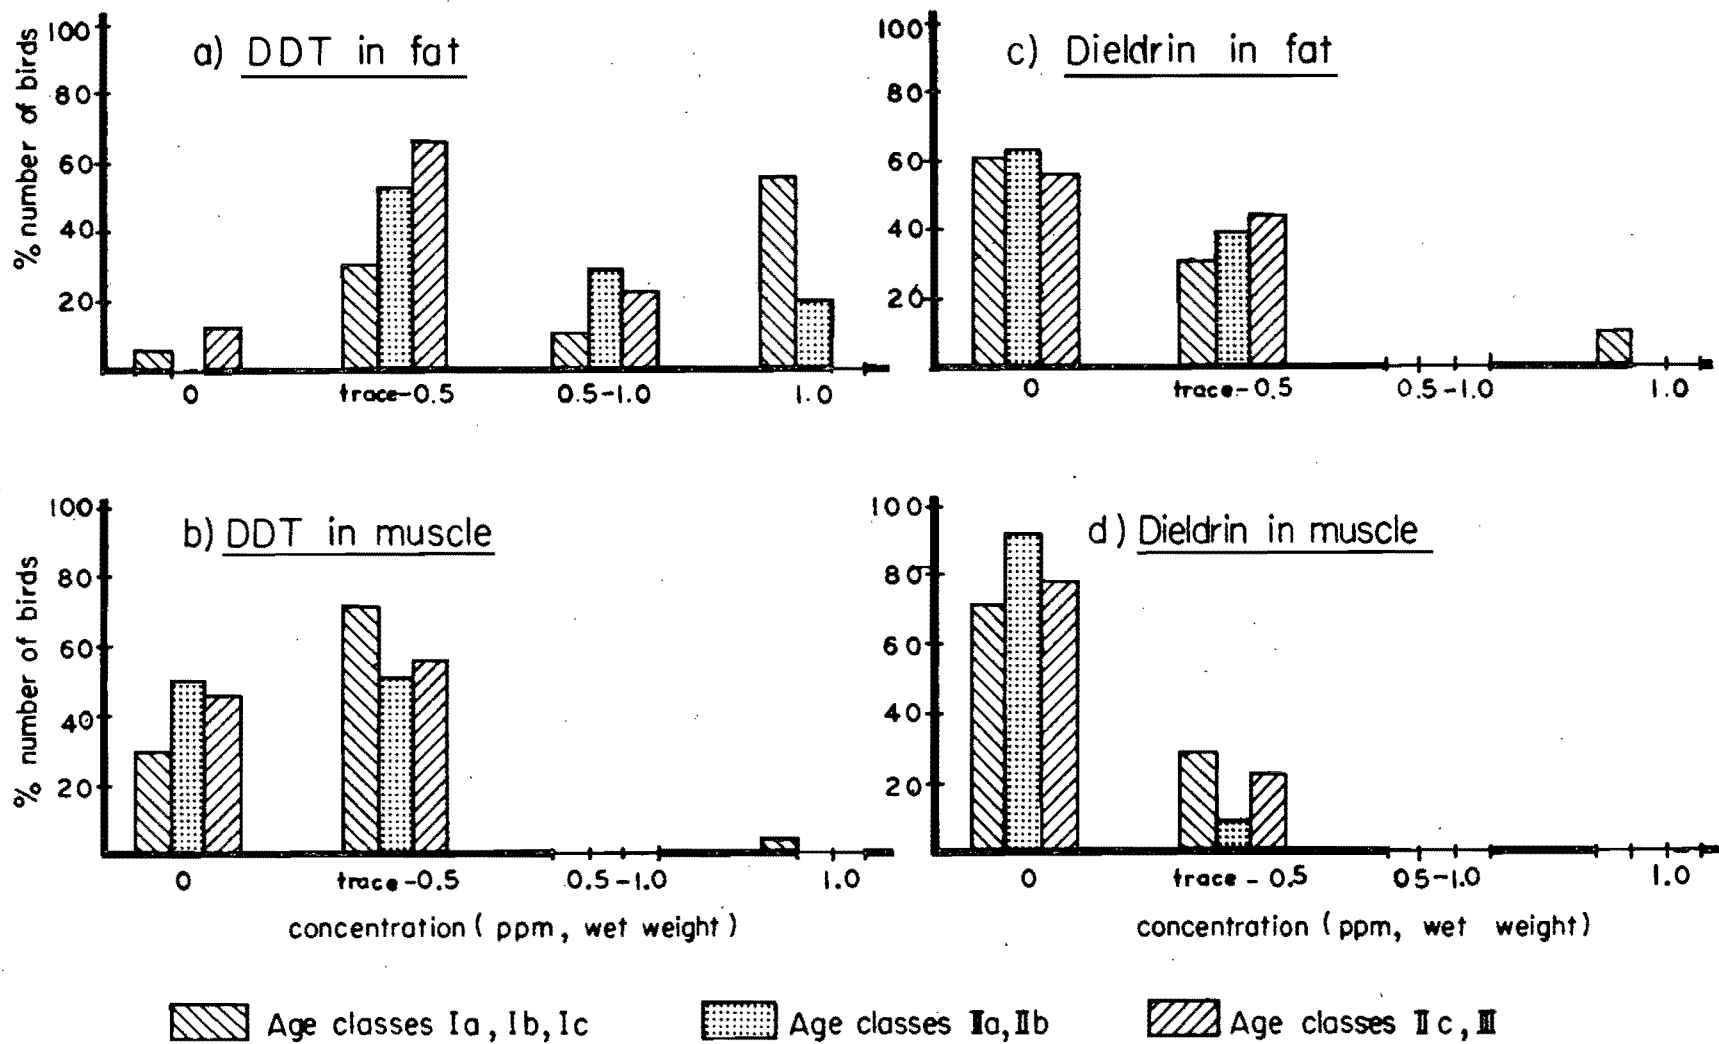 a) DDT in fat
% number of birds
100
80
60
40
20
0 trace-0.5 0.5-1.0 1.0
c) Dieldrin in fat
100
80
60
40
20
0 trace-0.5 0.5-1.0 1.0
b) DDT in muscle
% number of birds
100
80
60
40
20
0 trace-0.5 0.5-1.0 1.0
concentration ( ppm, wet weight )
d) Dieldrin in muscle
100
80
60
40
20
0 trace - 0.5 0.5-1.0 1.0
concentration ( ppm, wet weight )
Age classes Ia, Ib, Ic
Age classes IIa, IIb
Age classes IIc, III